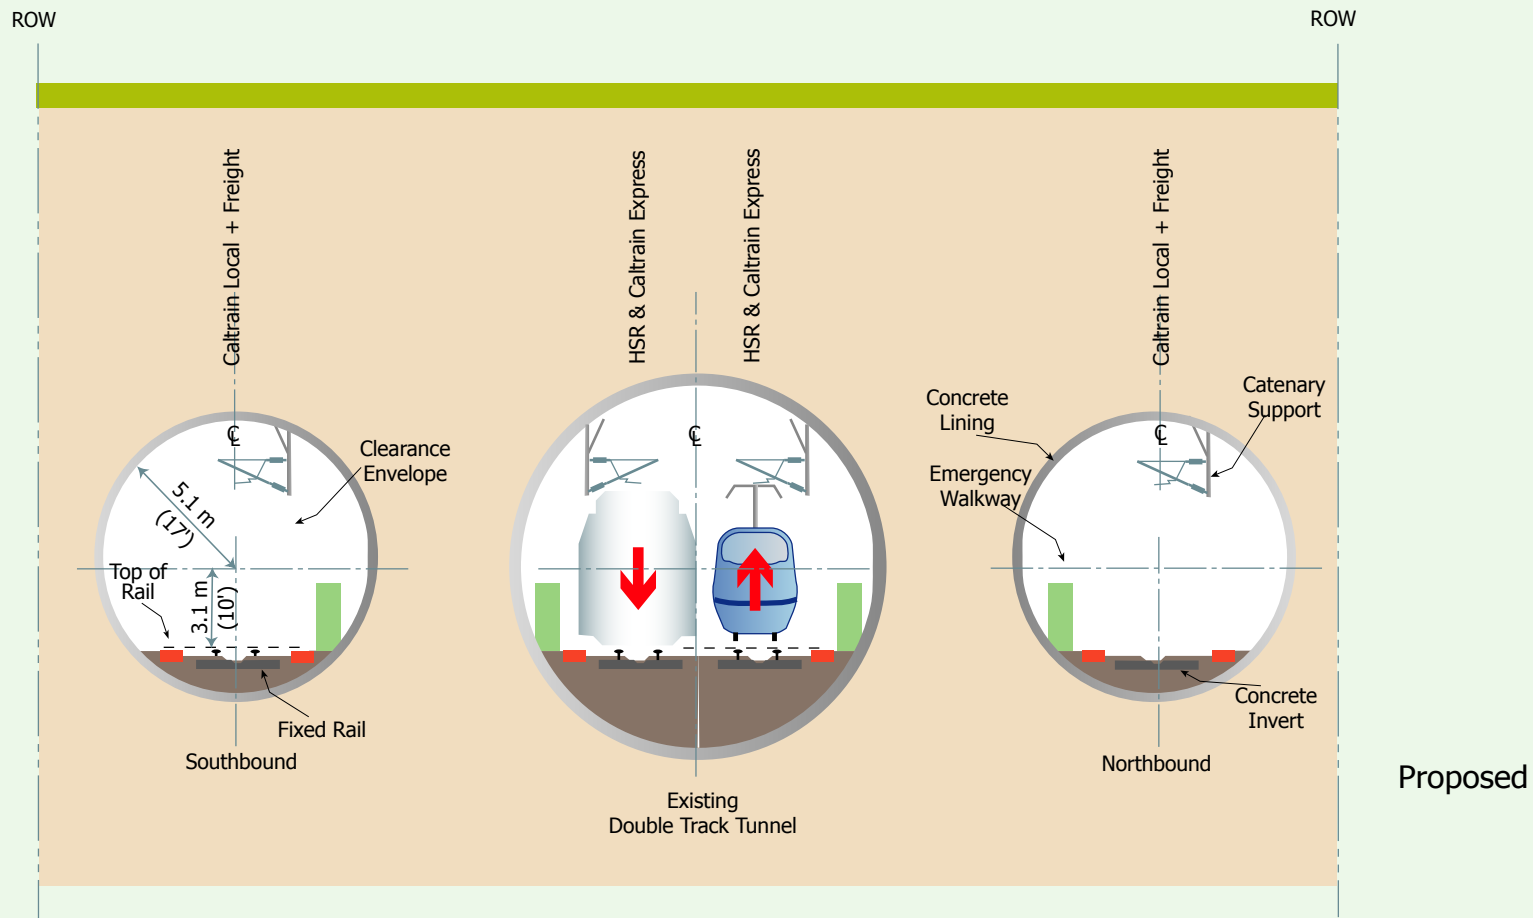 ROW
ROW
Caltrain Local + Freight
HSR & Caltrain Express
HSR & Caltrain Express
Caltrain Local + Freight
Clearance
Envelope
Concrete
Lining
Catenary
Support
Emergency
Walkway
℄
℄
℄
5.1 m
(17')
Top of
Rail
3.1 m
(10')
Fixed Rail
Concrete
Invert
Southbound
Northbound
Existing
Double Track Tunnel
Proposed